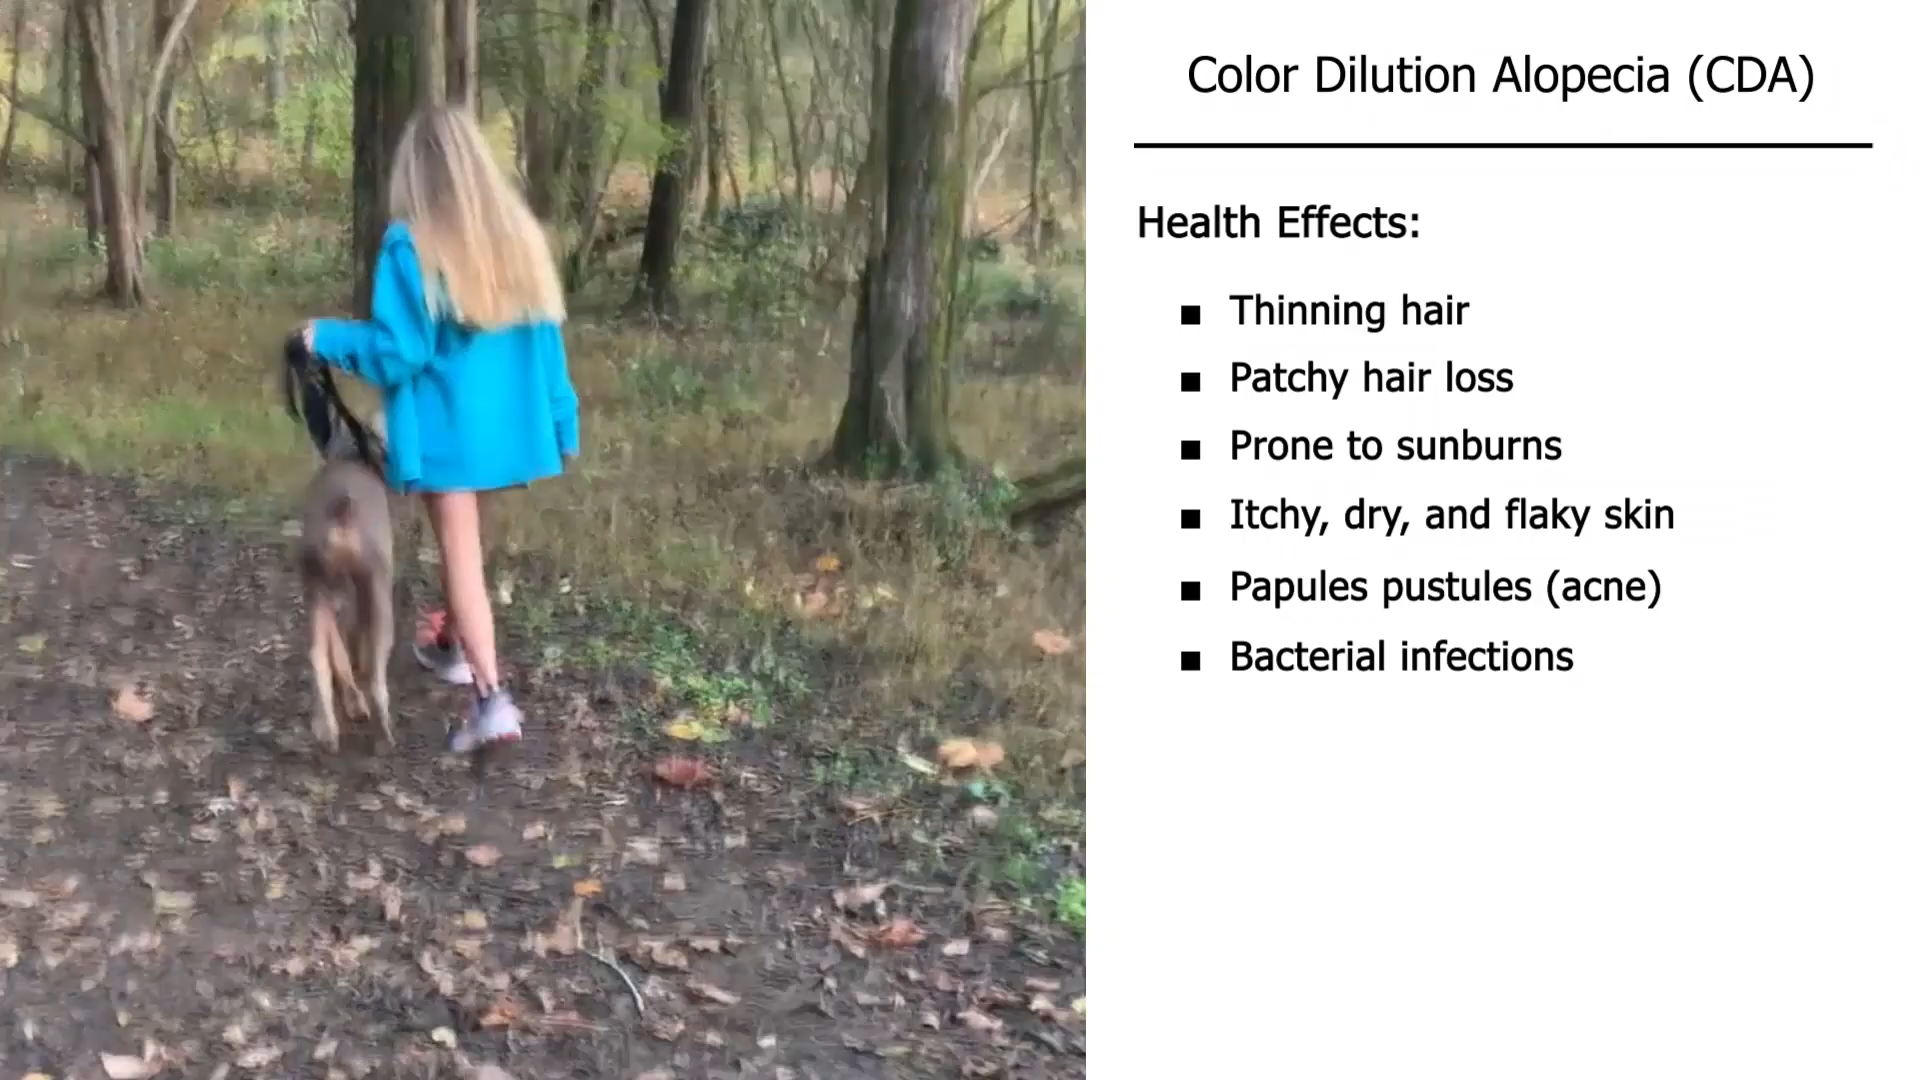 Color Dilution Alopecia (CDA)
Health Effects:
▪ Thinning hair
▪ Patchy hair loss
▪ Prone to sunburns
▪ Itchy, dry, and flaky skin
▪ Papules pustules (acne)
▪ Bacterial infections